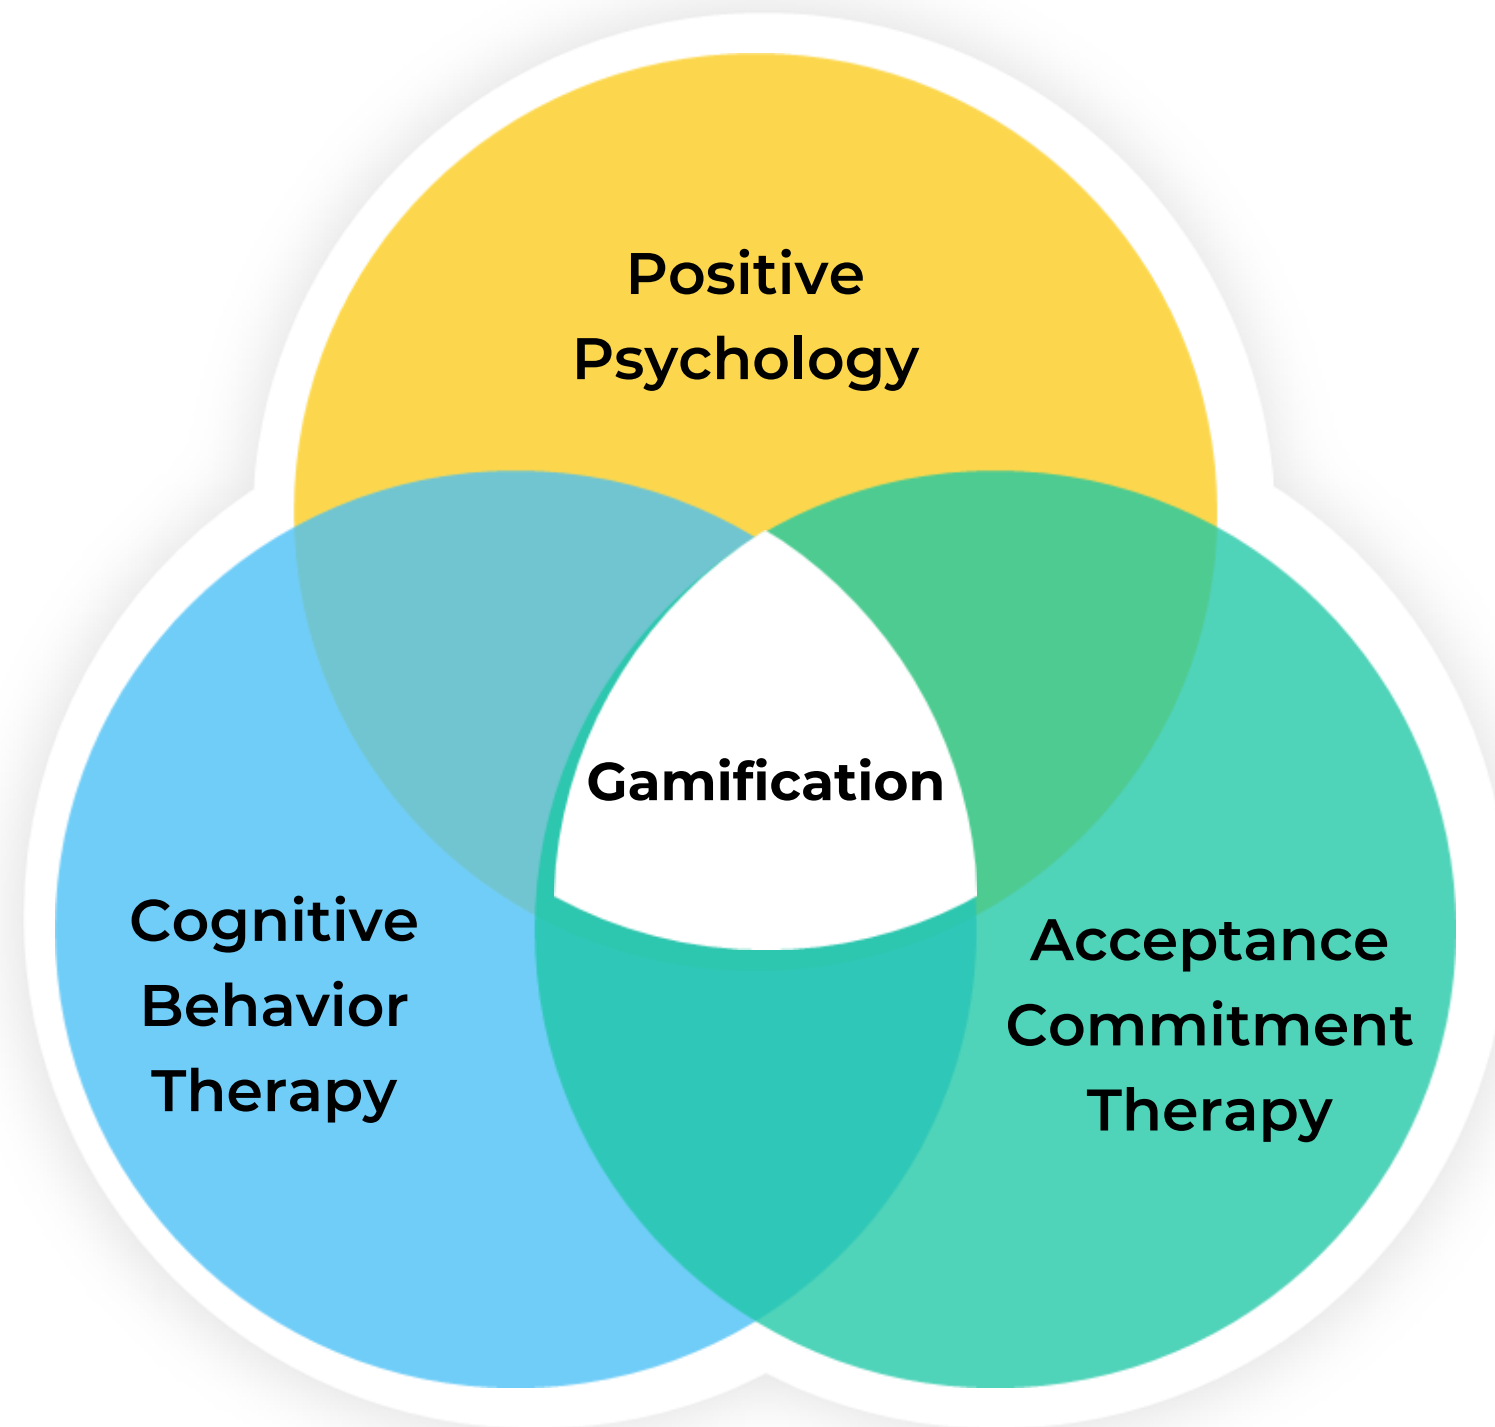 Positive
Psychology
Gamification
Cognitive
Behavior
Therapy
Acceptance
Commitment
Therapy